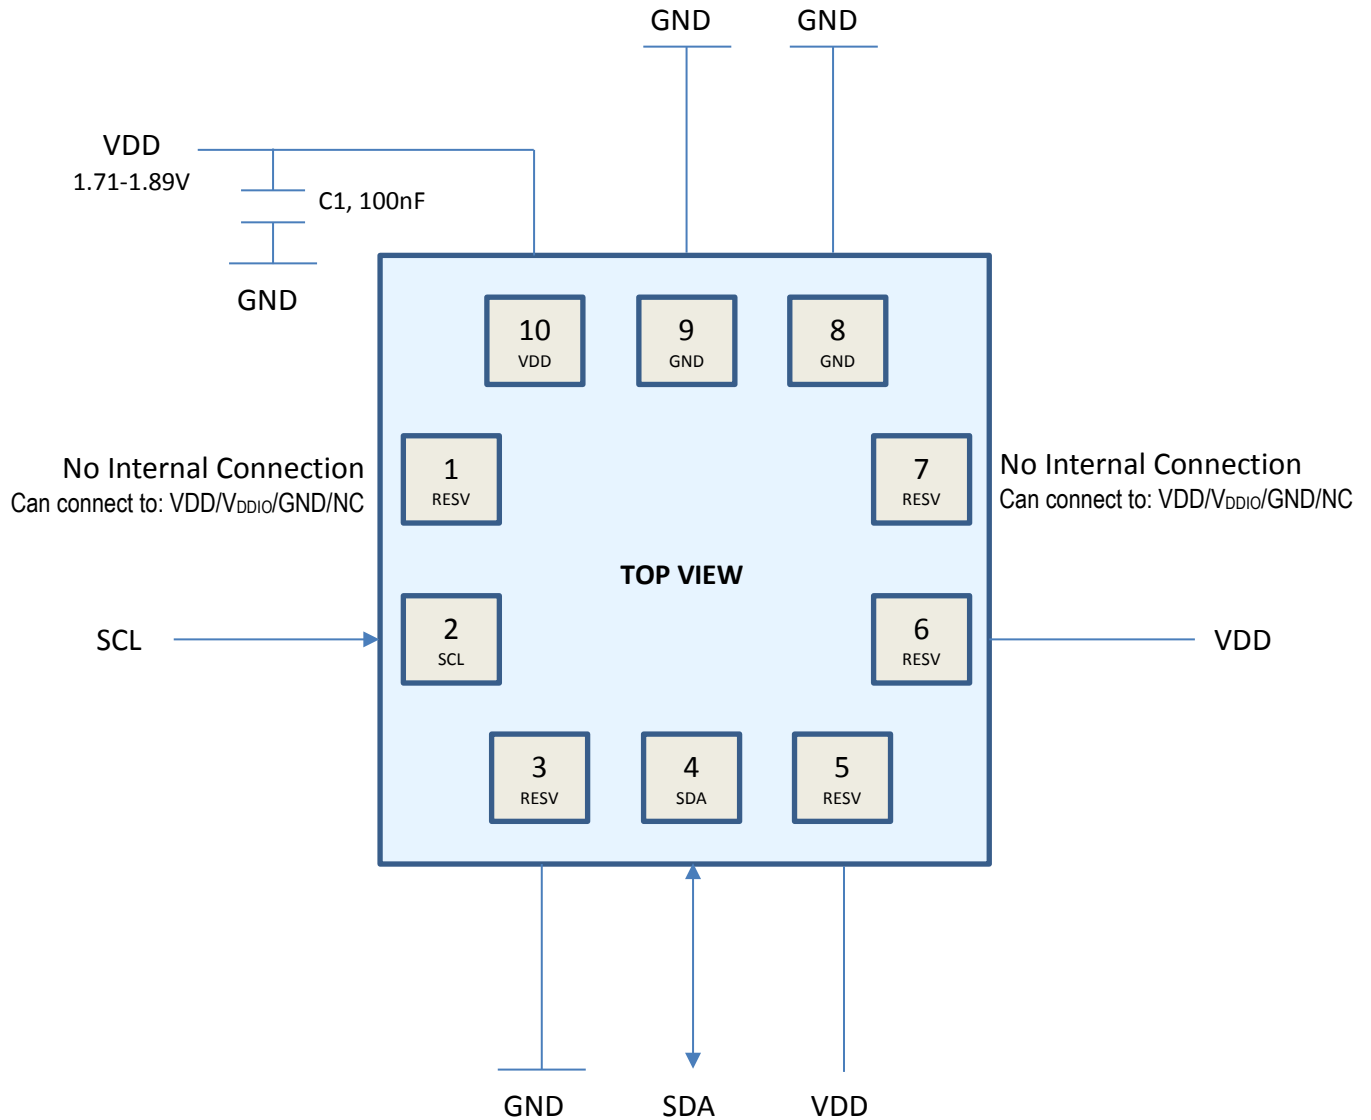 GND
GND
VDD
1.71-1.89V
C1, 100nF
GND
10
VDD
9
GND
8
GND
No Internal Connection
Can connect to: VDD/VDDIO/GND/NC
1
RESV
7
RESV
No Internal Connection
Can connect to: VDD/VDDIO/GND/NC
TOP VIEW
SCL
2
SCL
6
RESV
VDD
3
RESV
4
SDA
5
RESV
GND
SDA
VDD